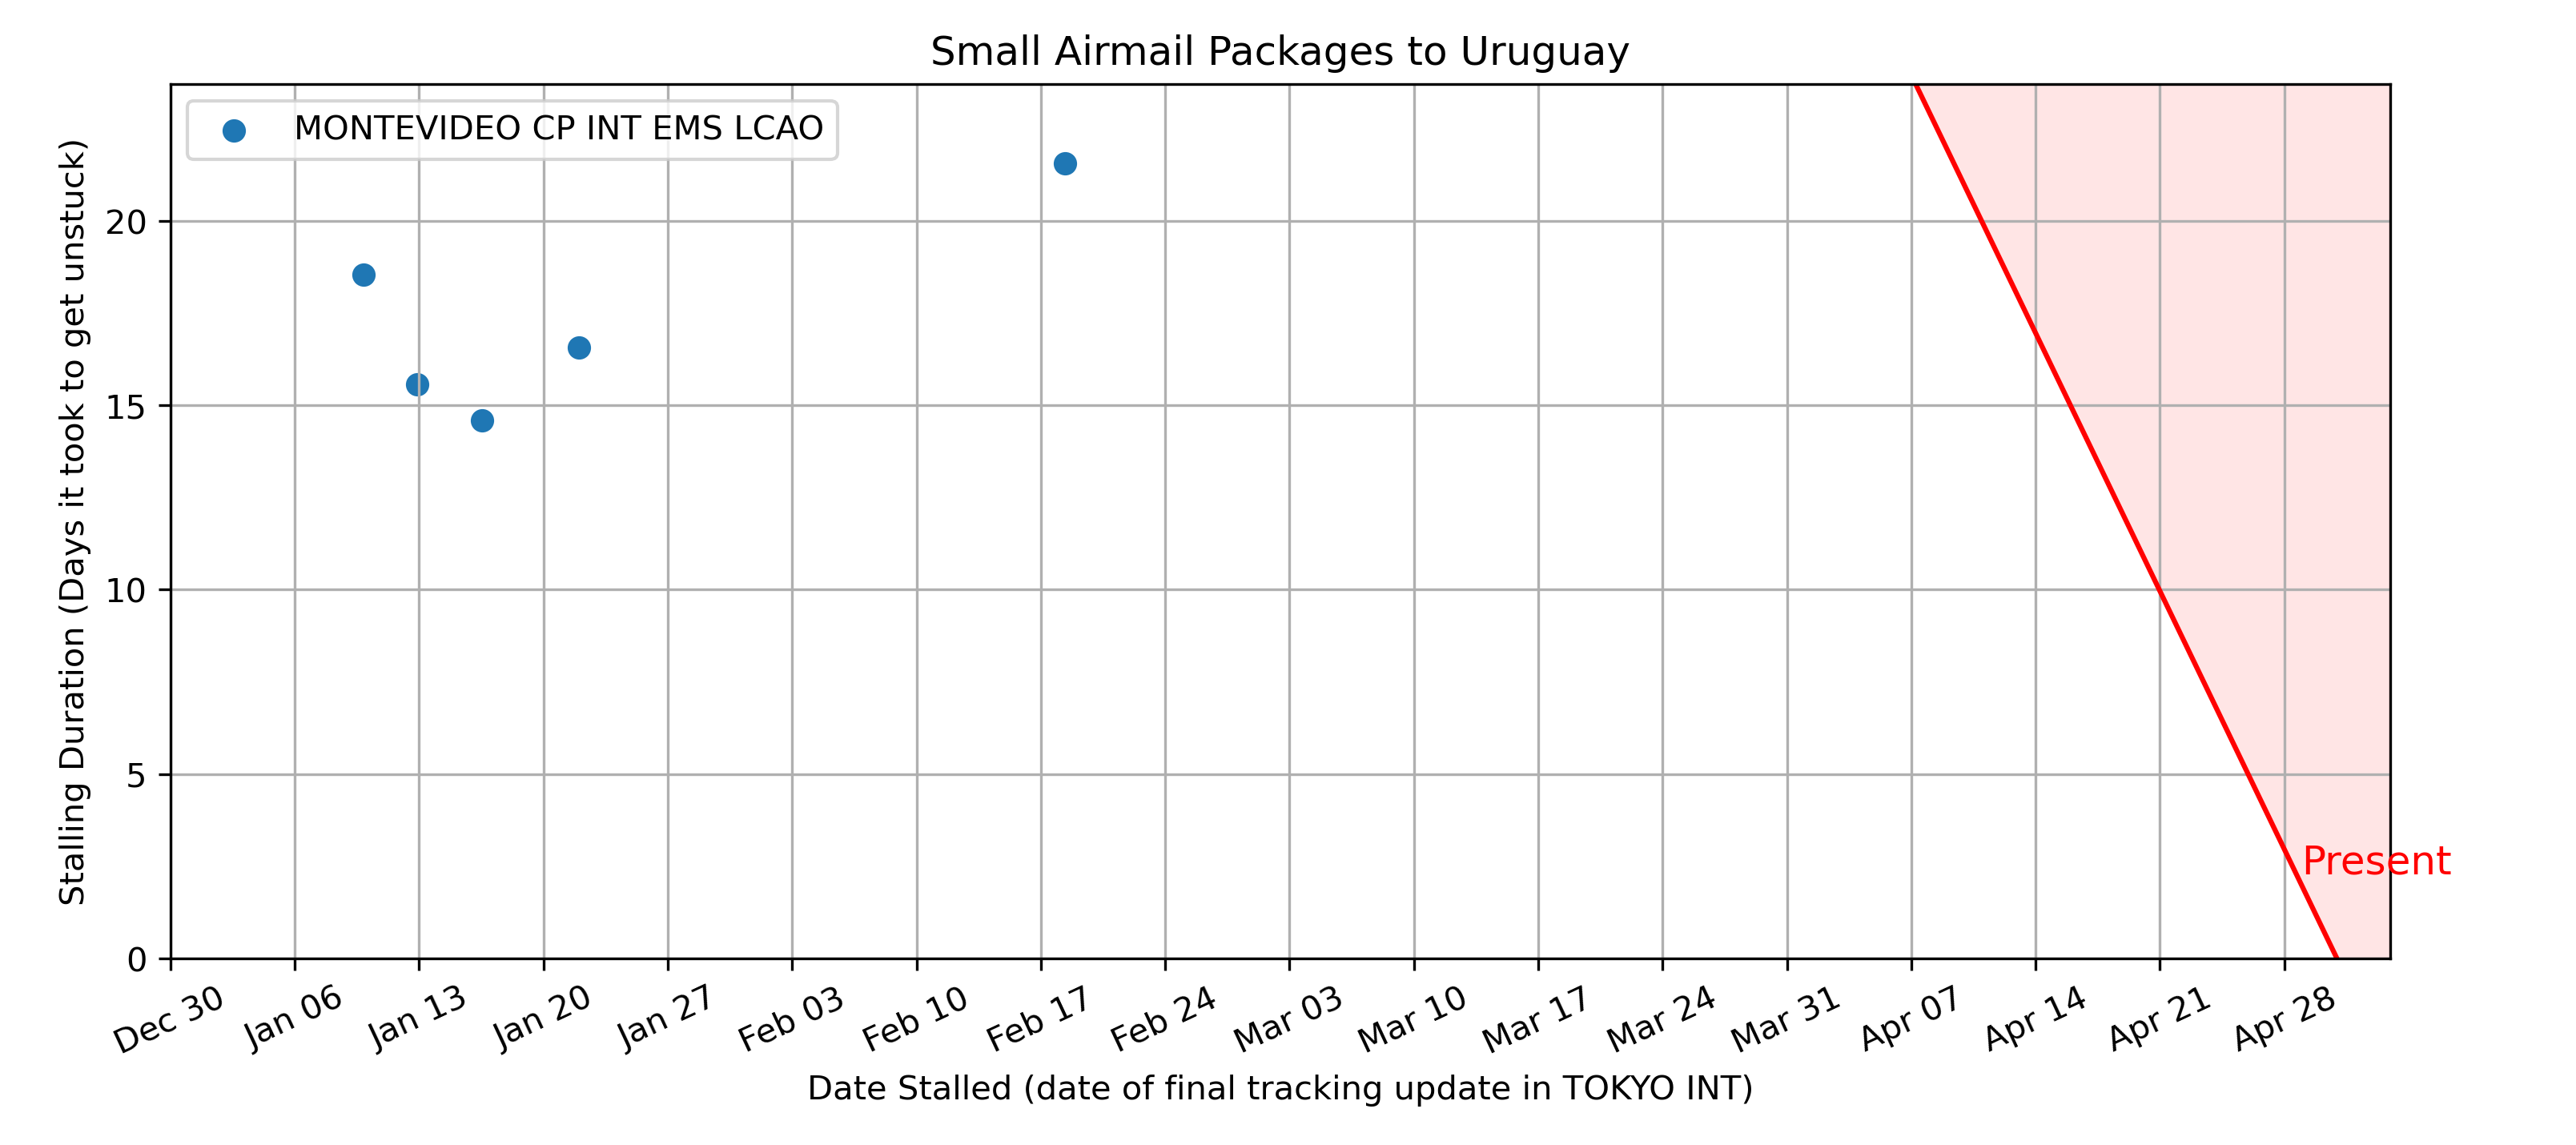 Small Airmail Packages to Uruguay
MONTEVIDEO CP INT EMS LCAO
Stalling Duration (Days it took to get unstuck)
20
15
10
5
0
Present
Dec 30
Jan 06
Jan 13
Jan 20
Jan 27
Feb 03
Feb 10
Feb 17
Feb 24
Mar 03
Mar 10
Mar 17
Mar 24
Mar 31
Apr 07
Apr 14
Apr 21
Apr 28
Date Stalled (date of final tracking update in TOKYO INT)